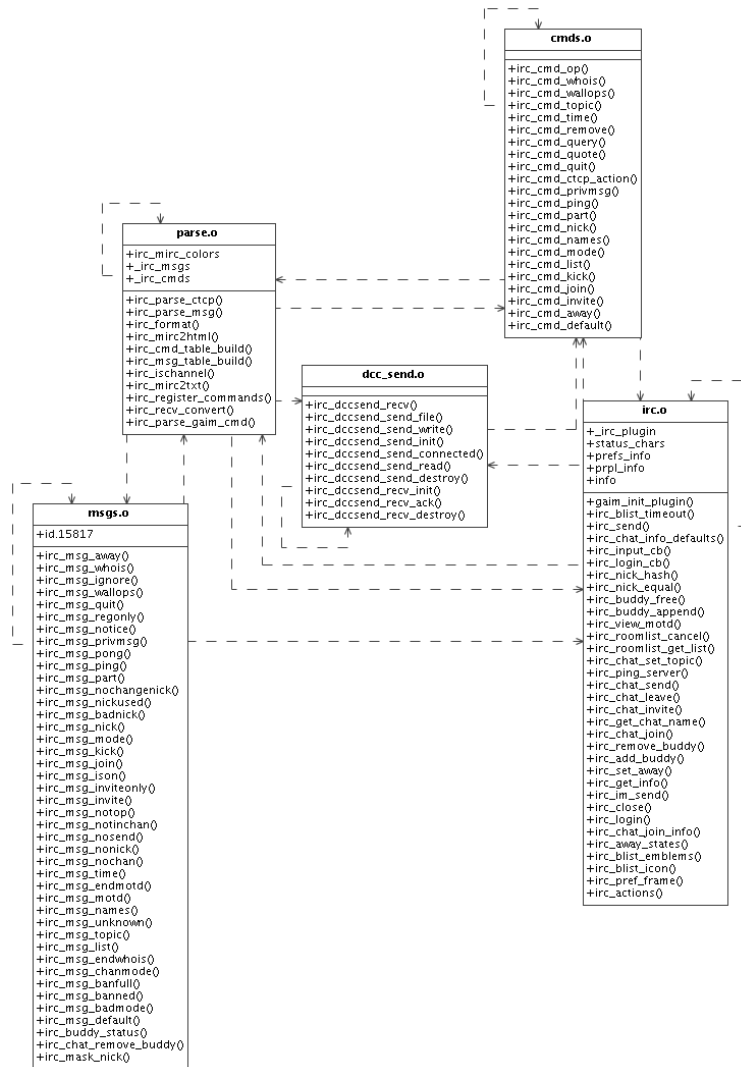 cmds.o
+irc_cmd_op()
+irc_cmd_whois()
+irc_cmd_wallops()
+irc_cmd_topic()
+irc_cmd_time()
+irc_cmd_remove()
+irc_cmd_query()
+irc_cmd_quote()
+irc_cmd_quit()
+irc_cmd_ctcp_action()
+irc_cmd_privmsg()
+irc_cmd_ping()
+irc_cmd_part()
+irc_cmd_nick()
+irc_cmd_names()
+irc_cmd_mode()
+irc_cmd_list()
+irc_cmd_kick()
+irc_cmd_join()
+irc_cmd_invite()
+irc_cmd_away()
+irc_cmd_default()
parse.o
+irc_mirc_colors
+_irc_msgs
+_irc_cmds
+irc_parse_ctcp()
+irc_parse_msg()
+irc_format()
+irc_mirc2html()
+irc_cmd_table_build()
+irc_msg_table_build()
+irc_ischannel()
+irc_mirc2txt()
+irc_register_commands()
+irc_recv_convert()
+irc_parse_gaim_cmd()
dcc_send.o
+irc_dccsend_recv()
+irc_dccsend_send_file()
+irc_dccsend_send_write()
+irc_dccsend_send_init()
+irc_dccsend_send_connected()
+irc_dccsend_send_read()
+irc_dccsend_send_destroy()
+irc_dccsend_recv_init()
+irc_dccsend_recv_ack()
+irc_dccsend_recv_destroy()
irc.o
+_irc_plugin
+status_chars
+prefs_info
+prpl_info
+info
+gaim_init_plugin()
+irc_blist_timeout()
+irc_send()
+irc_chat_info_defaults()
+irc_input_cb()
+irc_login_cb()
+irc_nick_hash()
+irc_nick_equal()
+irc_buddy_free()
+irc_buddy_append()
+irc_view_motd()
+irc_roomlist_cancel()
+irc_roomlist_get_list()
+irc_chat_set_topic()
+irc_ping_server()
+irc_chat_send()
+irc_chat_leave()
+irc_chat_invite()
+irc_get_chat_name()
+irc_chat_join()
+irc_remove_buddy()
+irc_add_buddy()
+irc_set_away()
+irc_get_info()
+irc_im_send()
+irc_close()
+irc_login()
+irc_chat_join_info()
+irc_away_states()
+irc_blist_emblems()
+irc_blist_icon()
+irc_pref_frame()
+irc_actions()
msgs.o
+id.15817
+irc_msg_away()
+irc_msg_whois()
+irc_msg_ignore()
+irc_msg_wallops()
+irc_msg_quit()
+irc_msg_regonly()
+irc_msg_notice()
+irc_msg_privmsg()
+irc_msg_pong()
+irc_msg_ping()
+irc_msg_part()
+irc_msg_nochangenick()
+irc_msg_nickused()
+irc_msg_badnick()
+irc_msg_nick()
+irc_msg_mode()
+irc_msg_kick()
+irc_msg_join()
+irc_msg_ison()
+irc_msg_inviteonly()
+irc_msg_invite()
+irc_msg_notop()
+irc_msg_notinchan()
+irc_msg_nosend()
+irc_msg_nonick()
+irc_msg_nochan()
+irc_msg_time()
+irc_msg_endmotd()
+irc_msg_motd()
+irc_msg_names()
+irc_msg_unknown()
+irc_msg_topic()
+irc_msg_list()
+irc_msg_endwhois()
+irc_msg_chanmode()
+irc_msg_banfull()
+irc_msg_banned()
+irc_msg_badmode()
+irc_msg_default()
+irc_buddy_status()
+irc_chat_remove_buddy()
+irc_mask_nick()